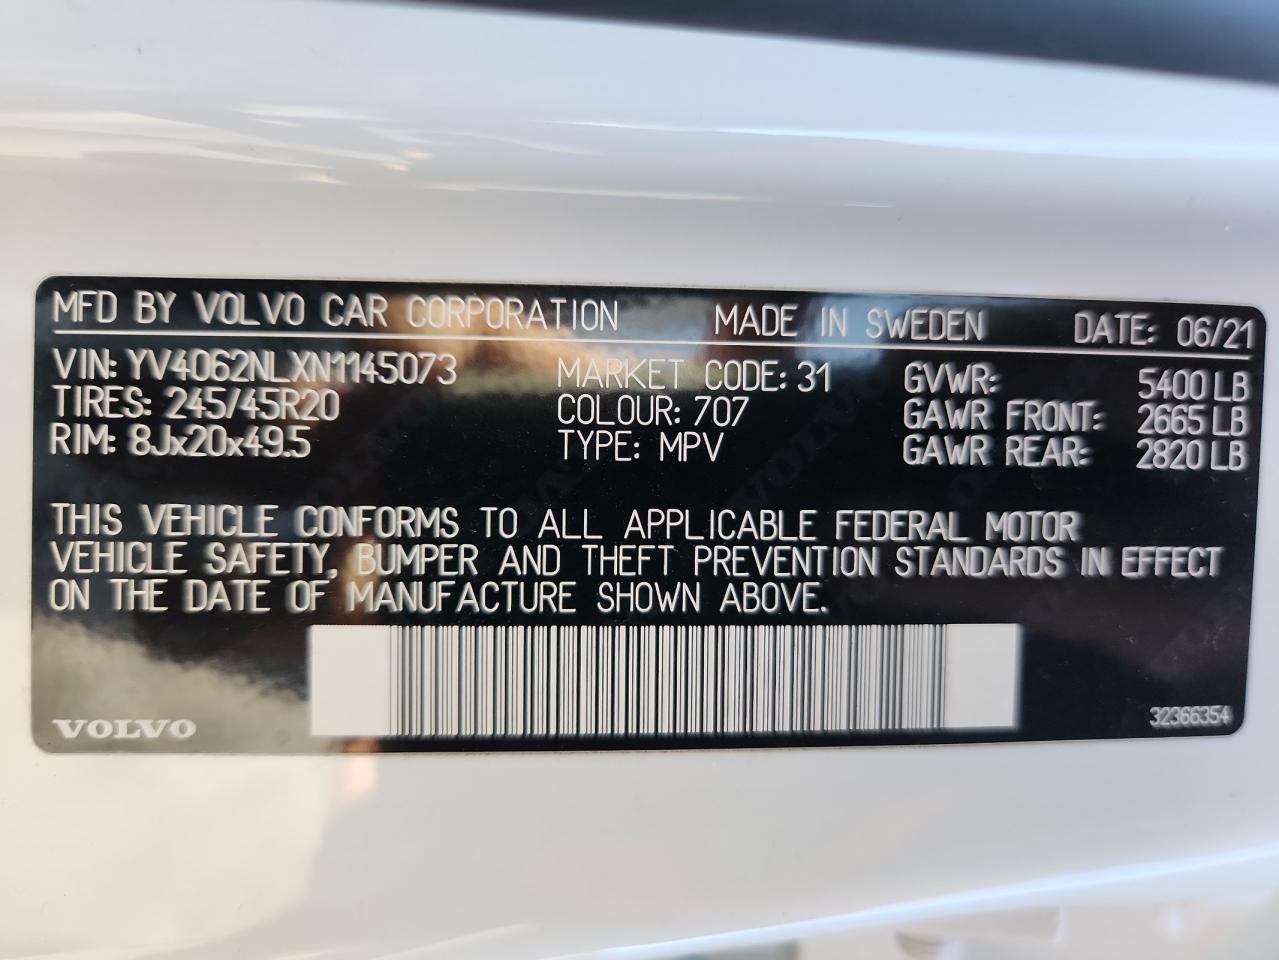 MFD BY VOLVO CAR CORPORATION MADE IN SWEDEN DATE: 06/21
VIN: YV4062NLXN1145073 MARKET CODE: 31 GVWR: 5400 LB
TIRES: 245/45R20 COLOUR: 707 GAWR FRONT: 2665 LB
RIM: 8Jx20x49.5 TYPE: MPV GAWR REAR: 2820 LB
THIS VEHICLE CONFORMS TO ALL APPLICABLE FEDERAL MOTOR
VEHICLE SAFETY, BUMPER AND THEFT PREVENTION STANDARDS IN EFFECT
ON THE DATE OF MANUFACTURE SHOWN ABOVE.
VOLVO 32366354